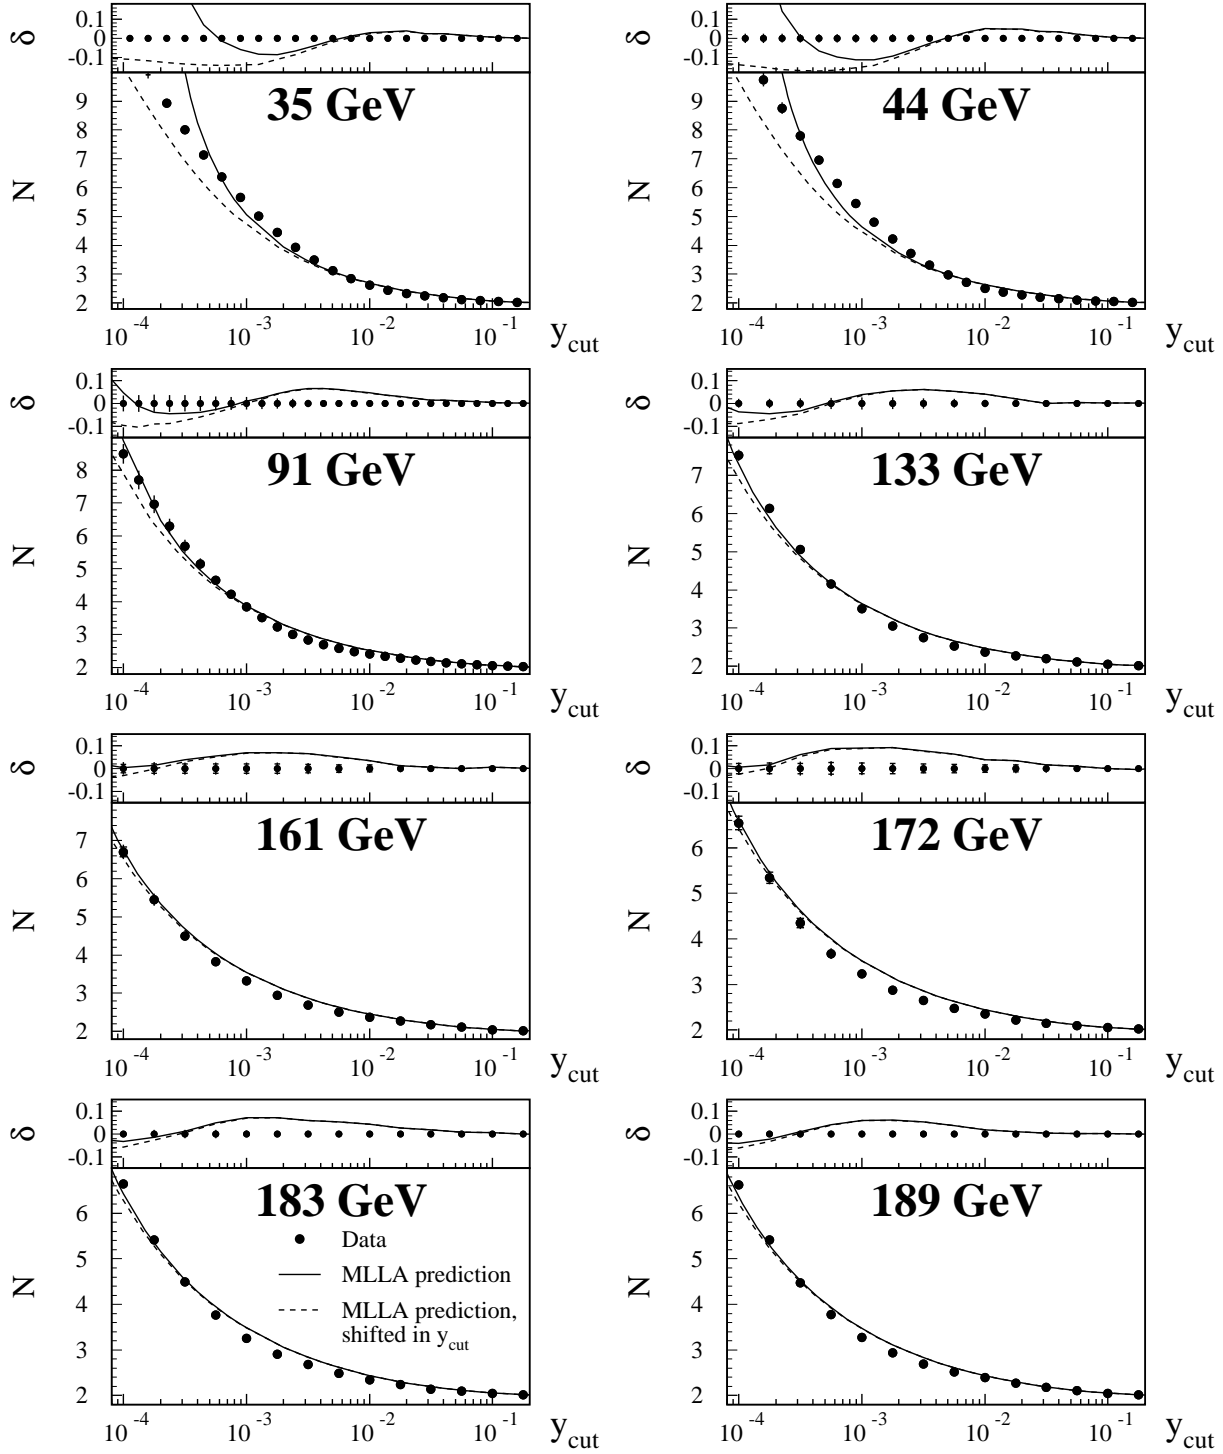 δ
0.1
0
-0.1
N
9
8
7
6
5
4
3
2
35 GeV
10^-4 10^-3 10^-2 10^-1 y_cut
δ
0.1
0
-0.1
N
9
8
7
6
5
4
3
2
44 GeV
10^-4 10^-3 10^-2 10^-1 y_cut
δ
0.1
0
-0.1
N
8
7
6
5
4
3
2
91 GeV
10^-4 10^-3 10^-2 10^-1 y_cut
δ
0.1
0
-0.1
N
7
6
5
4
3
2
133 GeV
10^-4 10^-3 10^-2 10^-1 y_cut
δ
0.1
0
-0.1
N
7
6
5
4
3
2
161 GeV
10^-4 10^-3 10^-2 10^-1 y_cut
δ
0.1
0
-0.1
N
6
5
4
3
2
172 GeV
10^-4 10^-3 10^-2 10^-1 y_cut
δ
0.1
0
-0.1
N
6
5
4
3
2
183 GeV
Data
MLLA prediction
MLLA prediction,
shifted in y_cut
10^-4 10^-3 10^-2 10^-1 y_cut
δ
0.1
0
-0.1
N
6
5
4
3
2
189 GeV
10^-4 10^-3 10^-2 10^-1 y_cut